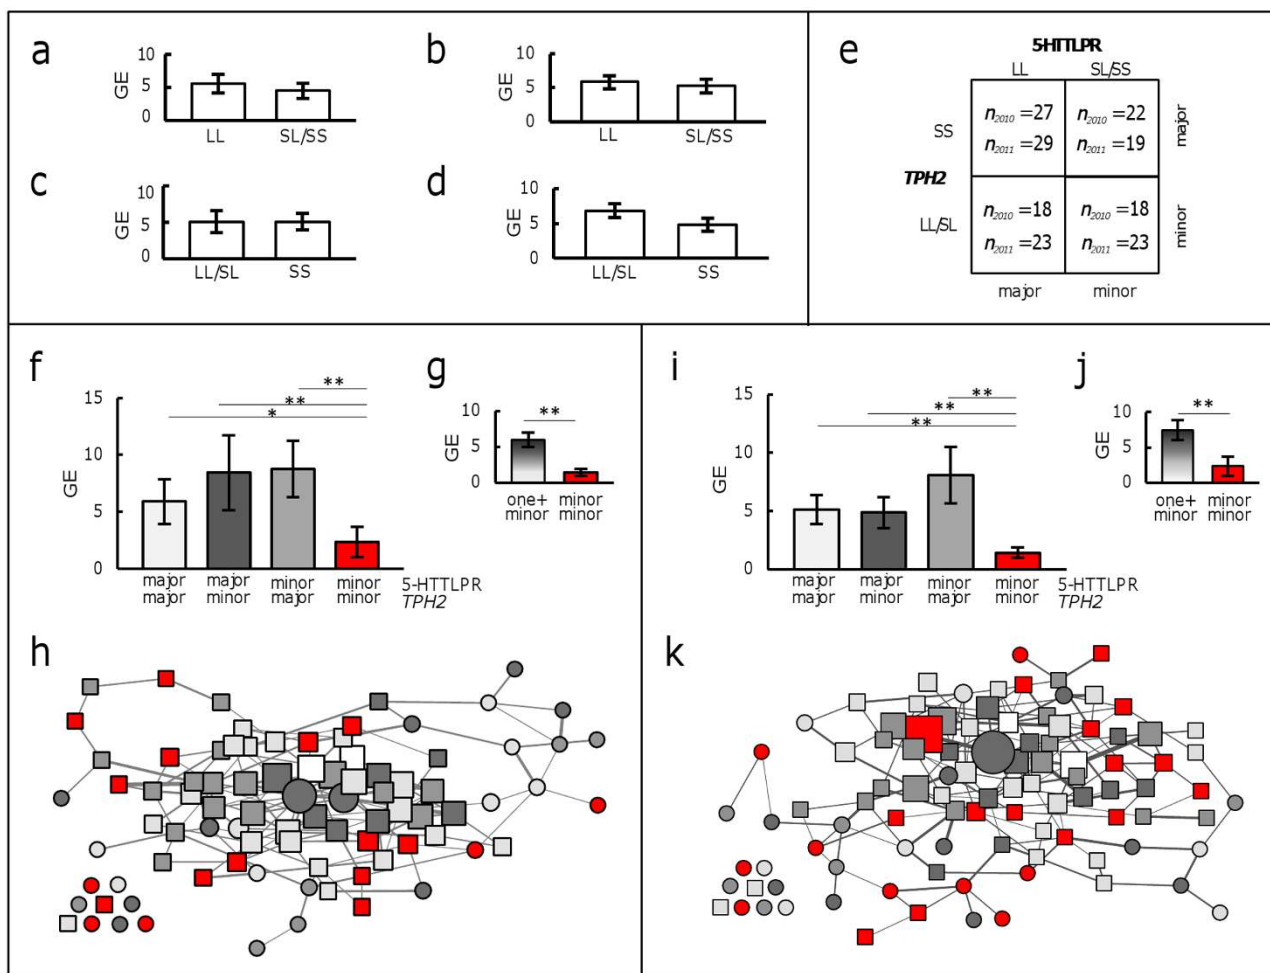 a
10
5
0
GE
LL
SL/SS
b
10
5
0
GE
LL
SL/SS
c
10
5
0
GE
LL/SL
SS
d
10
5
0
GE
LL/SL
SS
e
5-HTTLPR
LL
SL/SS
SS
n2010 =27
n2011 =29
n2010 =22
n2011 =19
major
TPH2
LL/SL
n2010 =18
n2011 =23
n2010 =18
n2011 =23
minor
major
minor
f
15
10
5
0
GE
**
**
*
major
major
major
minor
minor
major
minor
minor
5-HTTLPR
TPH2
g
10
5
0
GE
**
one+
minor
minor
minor
h
i
15
10
5
0
GE
**
**
**
major
major
major
minor
minor
major
minor
minor
5-HTTLPR
TPH2
j
10
5
0
GE
**
one+
minor
minor
minor
k